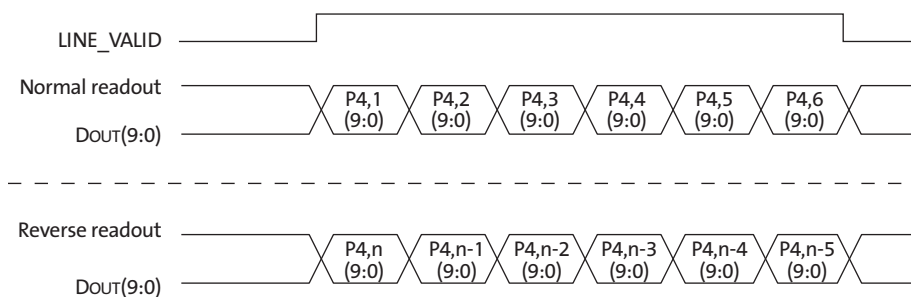 LINE_VALID
Normal readout
P4,1 P4,2 P4,3 P4,4 P4,5 P4,6
(9:0) (9:0) (9:0) (9:0) (9:0) (9:0)
DOUT(9:0)
Reverse readout
P4,n P4,n-1 P4,n-2 P4,n-3 P4,n-4 P4,n-5
(9:0) (9:0) (9:0) (9:0) (9:0) (9:0)
DOUT(9:0)